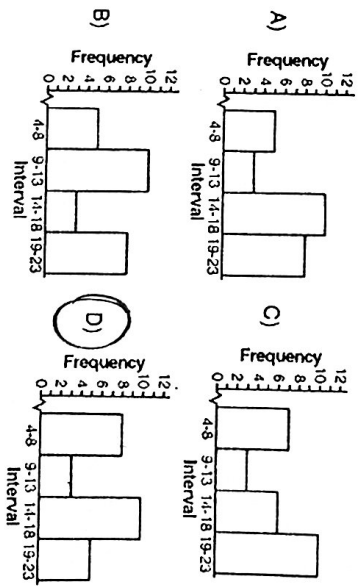 A)
Frequency
12
10
8
6
4
2
0
4-8 9-13 14-18 19-23
Interval
C)
Frequency
12
10
8
6
4
2
0
4-8 9-13 14-18 19-23
Interval
B)
Frequency
12
10
8
6
4
2
0
4-8 9-13 14-18 19-23
Interval
D)
Frequency
12
10
8
6
4
2
0
4-8 9-13 14-18 19-23
Interval